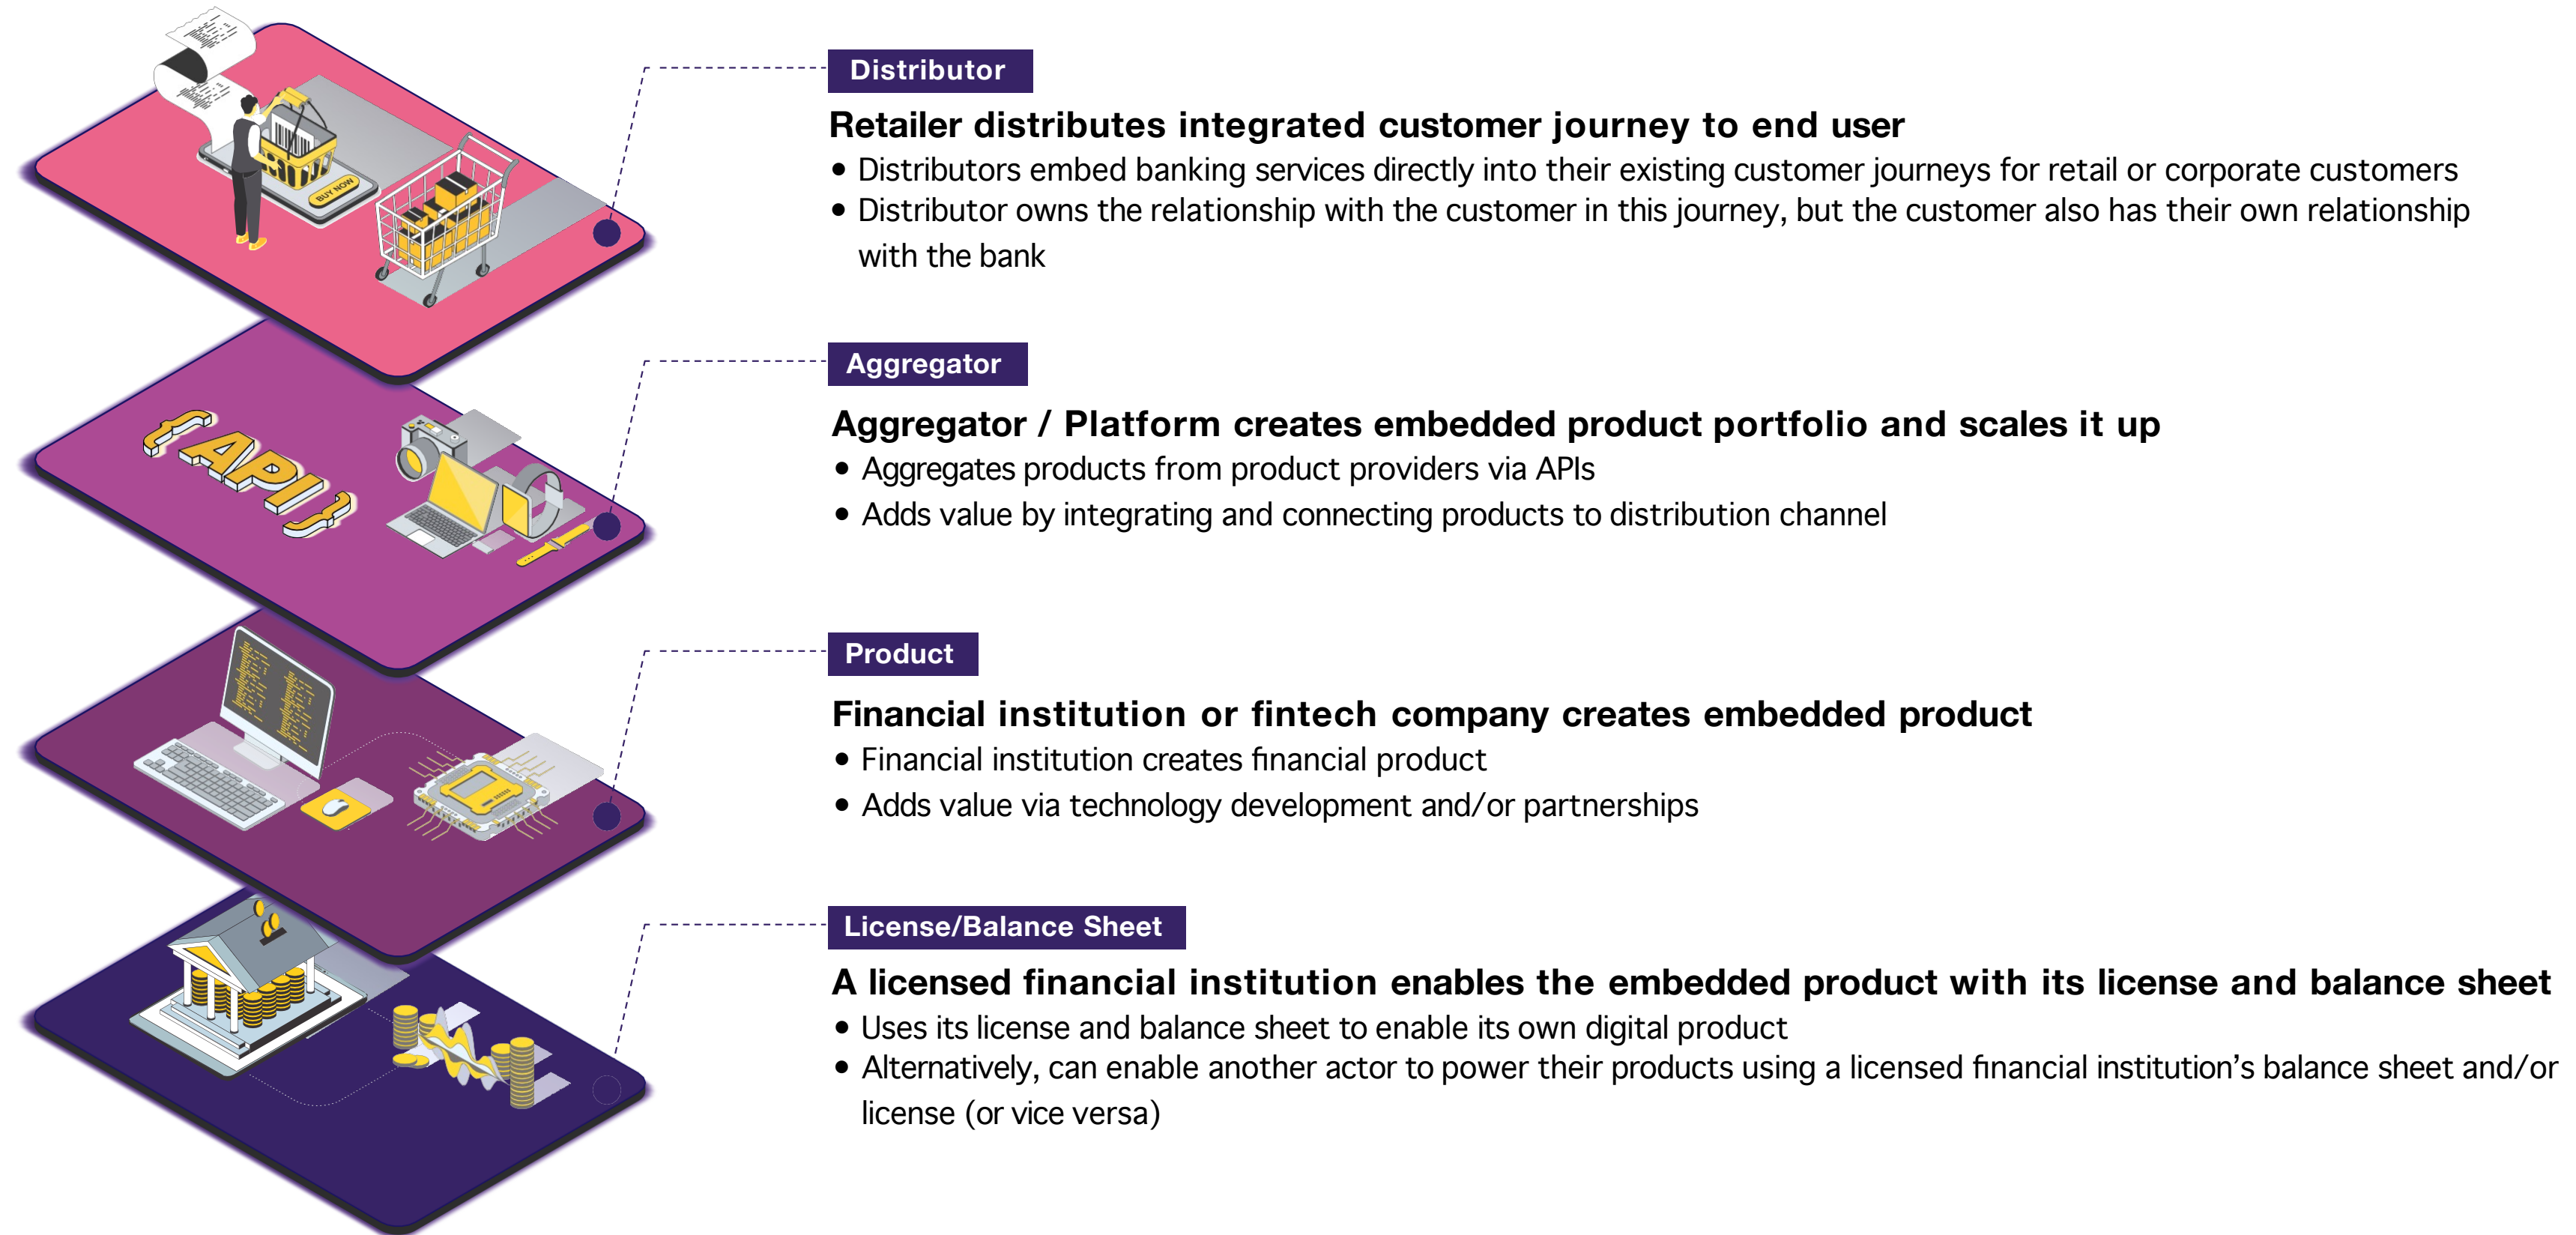 Distributor
Retailer distributes integrated customer journey to end user
• Distributors embed banking services directly into their existing customer journeys for retail or corporate customers
• Distributor owns the relationship with the customer in this journey, but the customer also has their own relationship
with the bank
BUY NOW
Aggregator
Aggregator / Platform creates embedded product portfolio and scales it up
• Aggregates products from product providers via APIs
• Adds value by integrating and connecting products to distribution channel
{ API }
Product
Financial institution or fintech company creates embedded product
• Financial institution creates financial product
• Adds value via technology development and/or partnerships
License/Balance Sheet
A licensed financial institution enables the embedded product with its license and balance sheet
• Uses its license and balance sheet to enable its own digital product
• Alternatively, can enable another actor to power their products using a licensed financial institution’s balance sheet and/or
license (or vice versa)